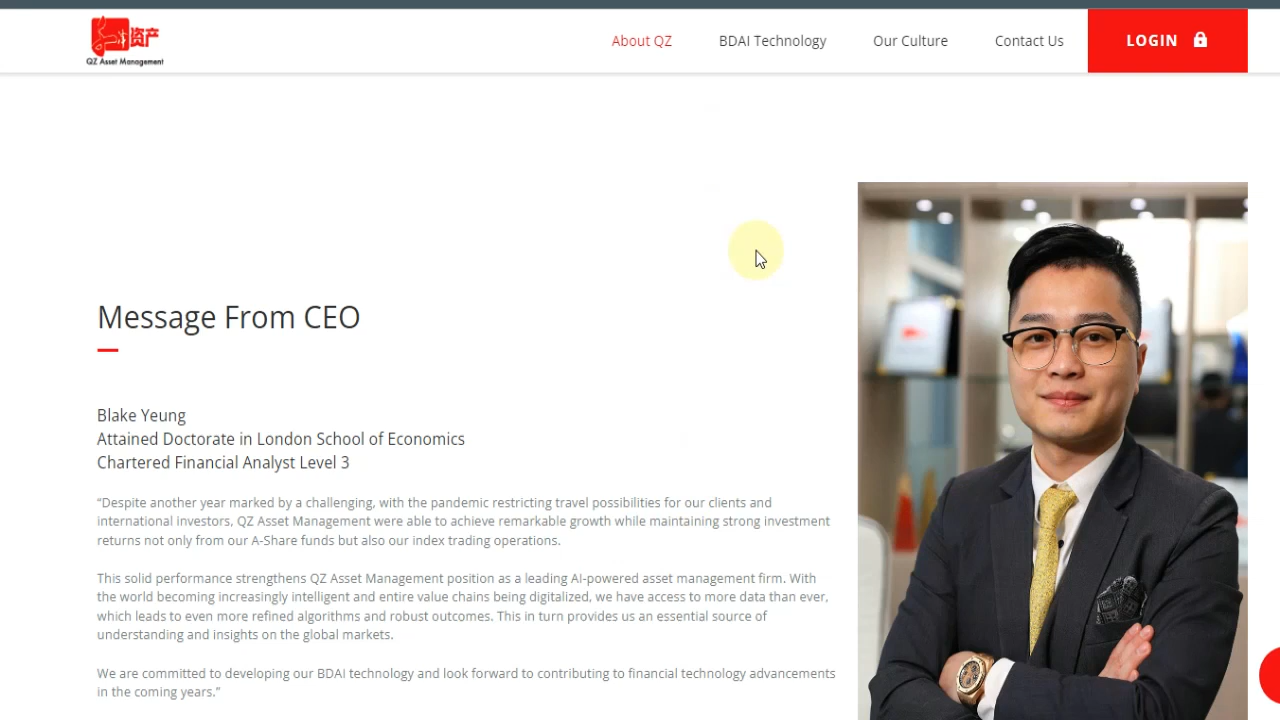 资产
QZ Asset Management
About QZ
BDAI Technology
Our Culture
Contact Us
LOGIN
Message From CEO
Blake Yeung
Attained Doctorate in London School of Economics
Chartered Financial Analyst Level 3
“Despite another year marked by a challenging, with the pandemic restricting travel possibilities for our clients and
international investors, QZ Asset Management were able to achieve remarkable growth while maintaining strong investment
returns not only from our A-Share funds but also our index trading operations.
This solid performance strengthens QZ Asset Management position as a leading AI-powered asset management firm. With
the world becoming increasingly intelligent and entire value chains being digitalized, we have access to more data than ever,
which leads to even more refined algorithms and robust outcomes. This in turn provides us an essential source of
understanding and insights on the global markets.
We are committed to developing our BDAI technology and look forward to contributing to financial technology advancements
in the coming years.”